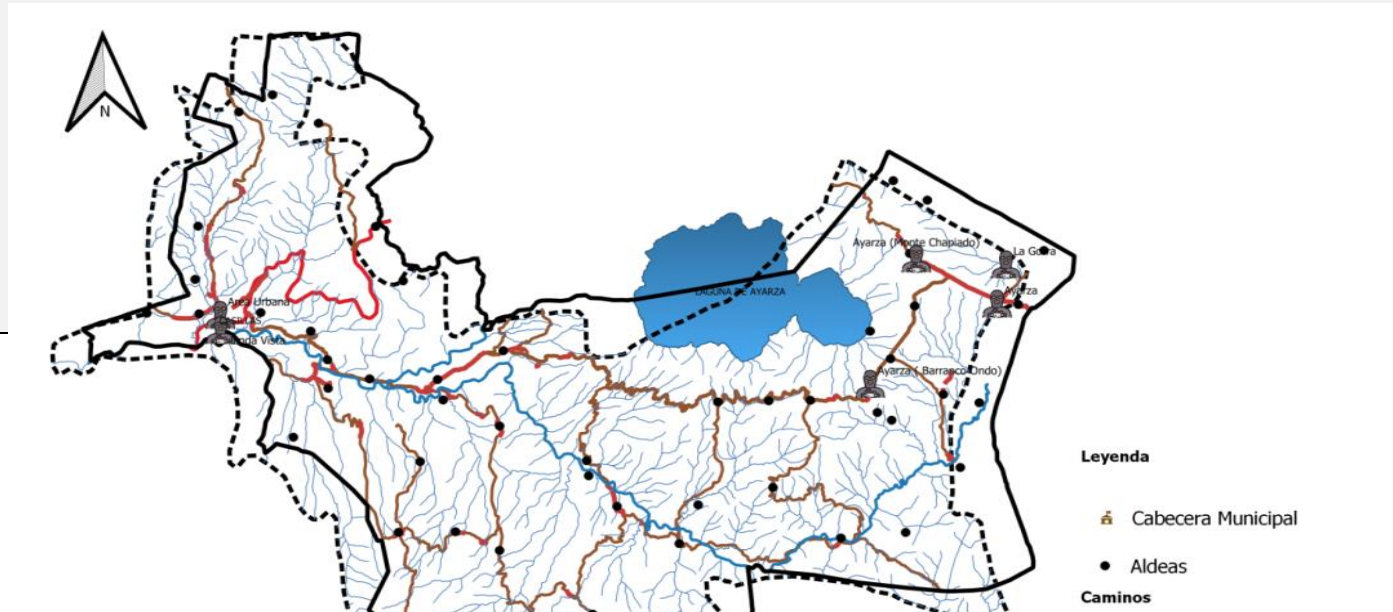 N
Ayarza (Monte Chapiado)
La Gotra
LAGUNA DE AYARZA
Ayarza
Area Urbana
Vista
Ayarza ( Barranco Ondo)
Leyenda
Cabecera Municipal
Aldeas
Caminos